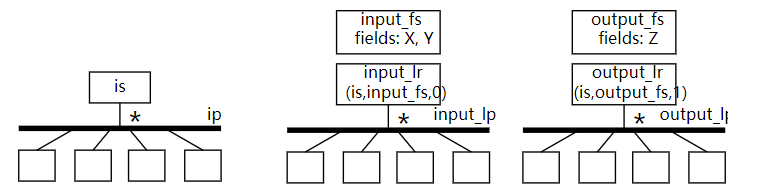 input_fs
fields: X, Y
output_fs
fields: Z
is
*
ip
input_lr
(is,input_fs,0)
*
input_lp
output_lr
(is,output_fs,1)
*
output_lp